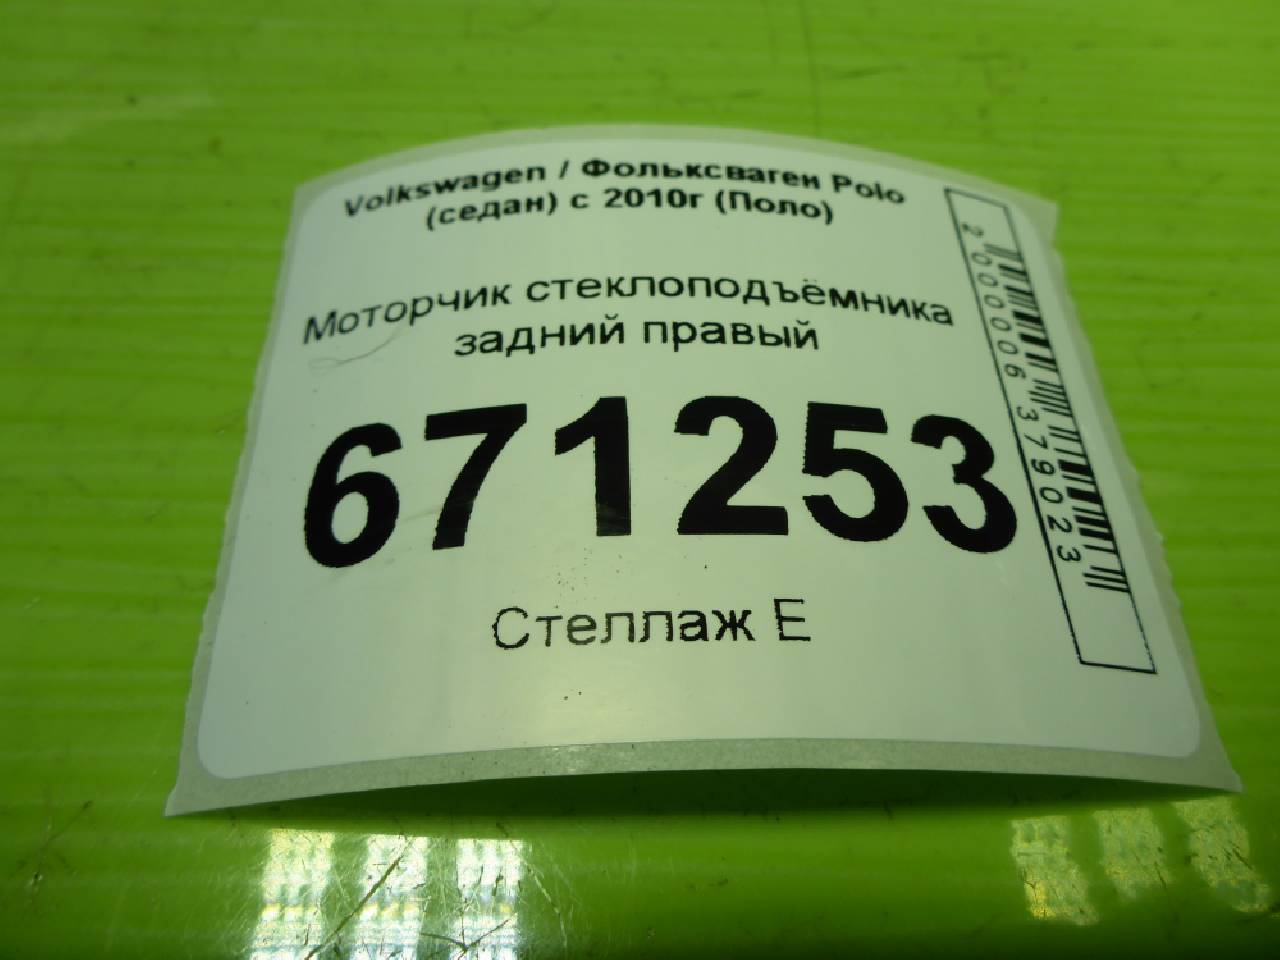 Volkswagen / Фольксваген Polo
(седан) с 2010г (Поло)
Моторчик стеклоподъёмника
задний правый
671253
Стеллаж E
2000006379023